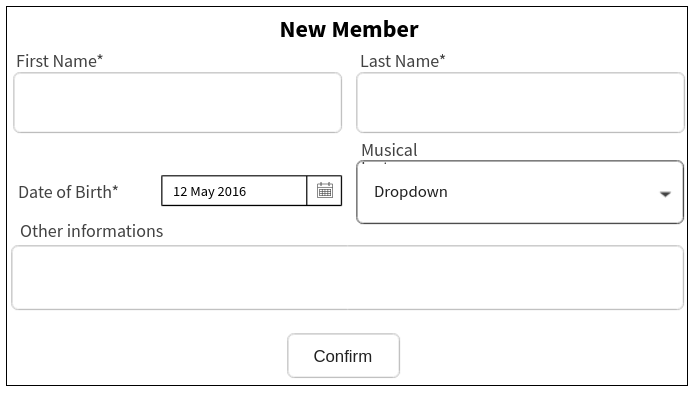 New Member
First Name*
Last Name*
Musical
Date of Birth*
12 May 2016
Dropdown
Other informations
Confirm